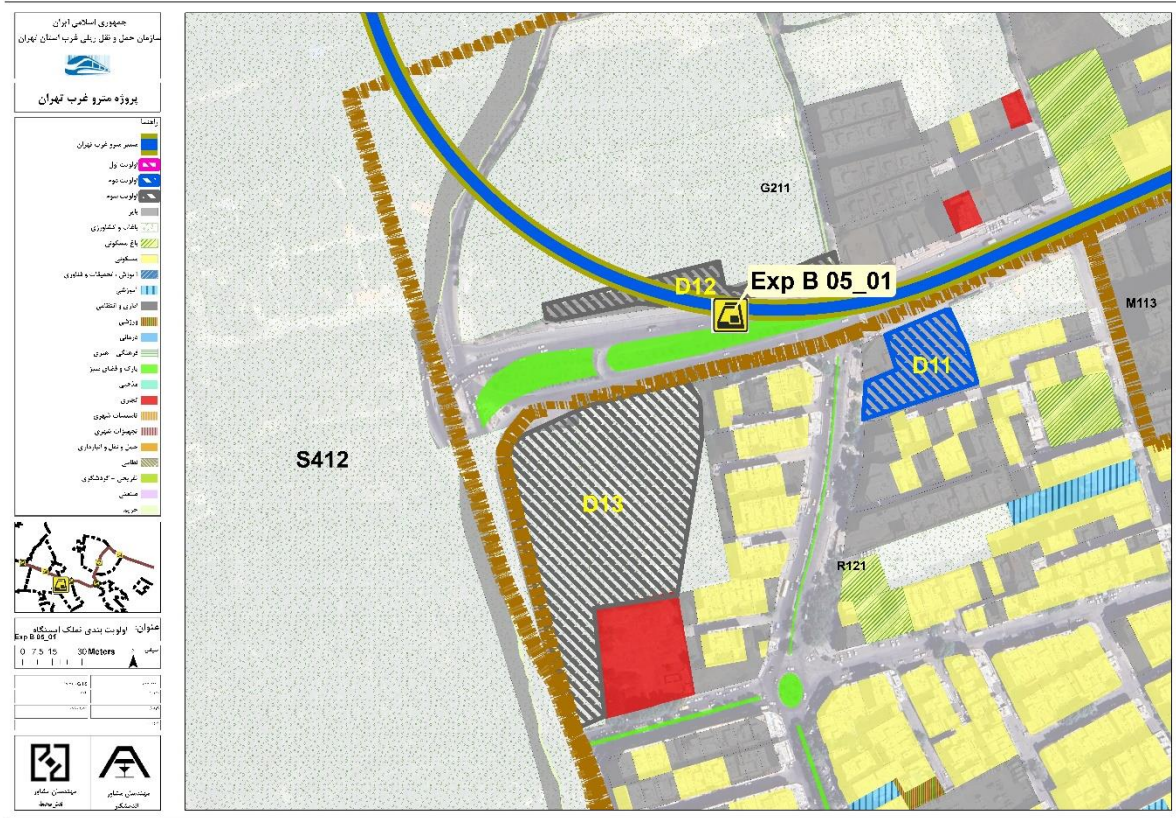 جمهوری اسلامی ایران
سازمان حمل و نقل ریلی غرب استان تهران
پروژه مترو غرب تهران
راهنما
مسیر مترو غرب تهران
اولویت اول
اولویت دوم
اولویت سوم
بایر
باغات و کشاورزی
باغ مسکونی
مسکونی
آموزش، تحقیقات و فناوری
آموزشی
اداری و انتظامی
ورزشی
درمانی
فرهنگی - هنری
پارک و فضای سبز
مذهبی
تجاری
تاسیسات شهری
تجهیزات شهری
حمل و نقل و انبارداری
نظامی
تفریحی - گردشگری
صنعتی
حریم
عنوان: اولویت بندی تملک ایستگاه
Exp B 05_01
0 7.5 15 30 Meters
مهندسان مشاور
مهندسان مشاور
G211
Exp B 05_01
D12
M113
D11
S412
D13
R121